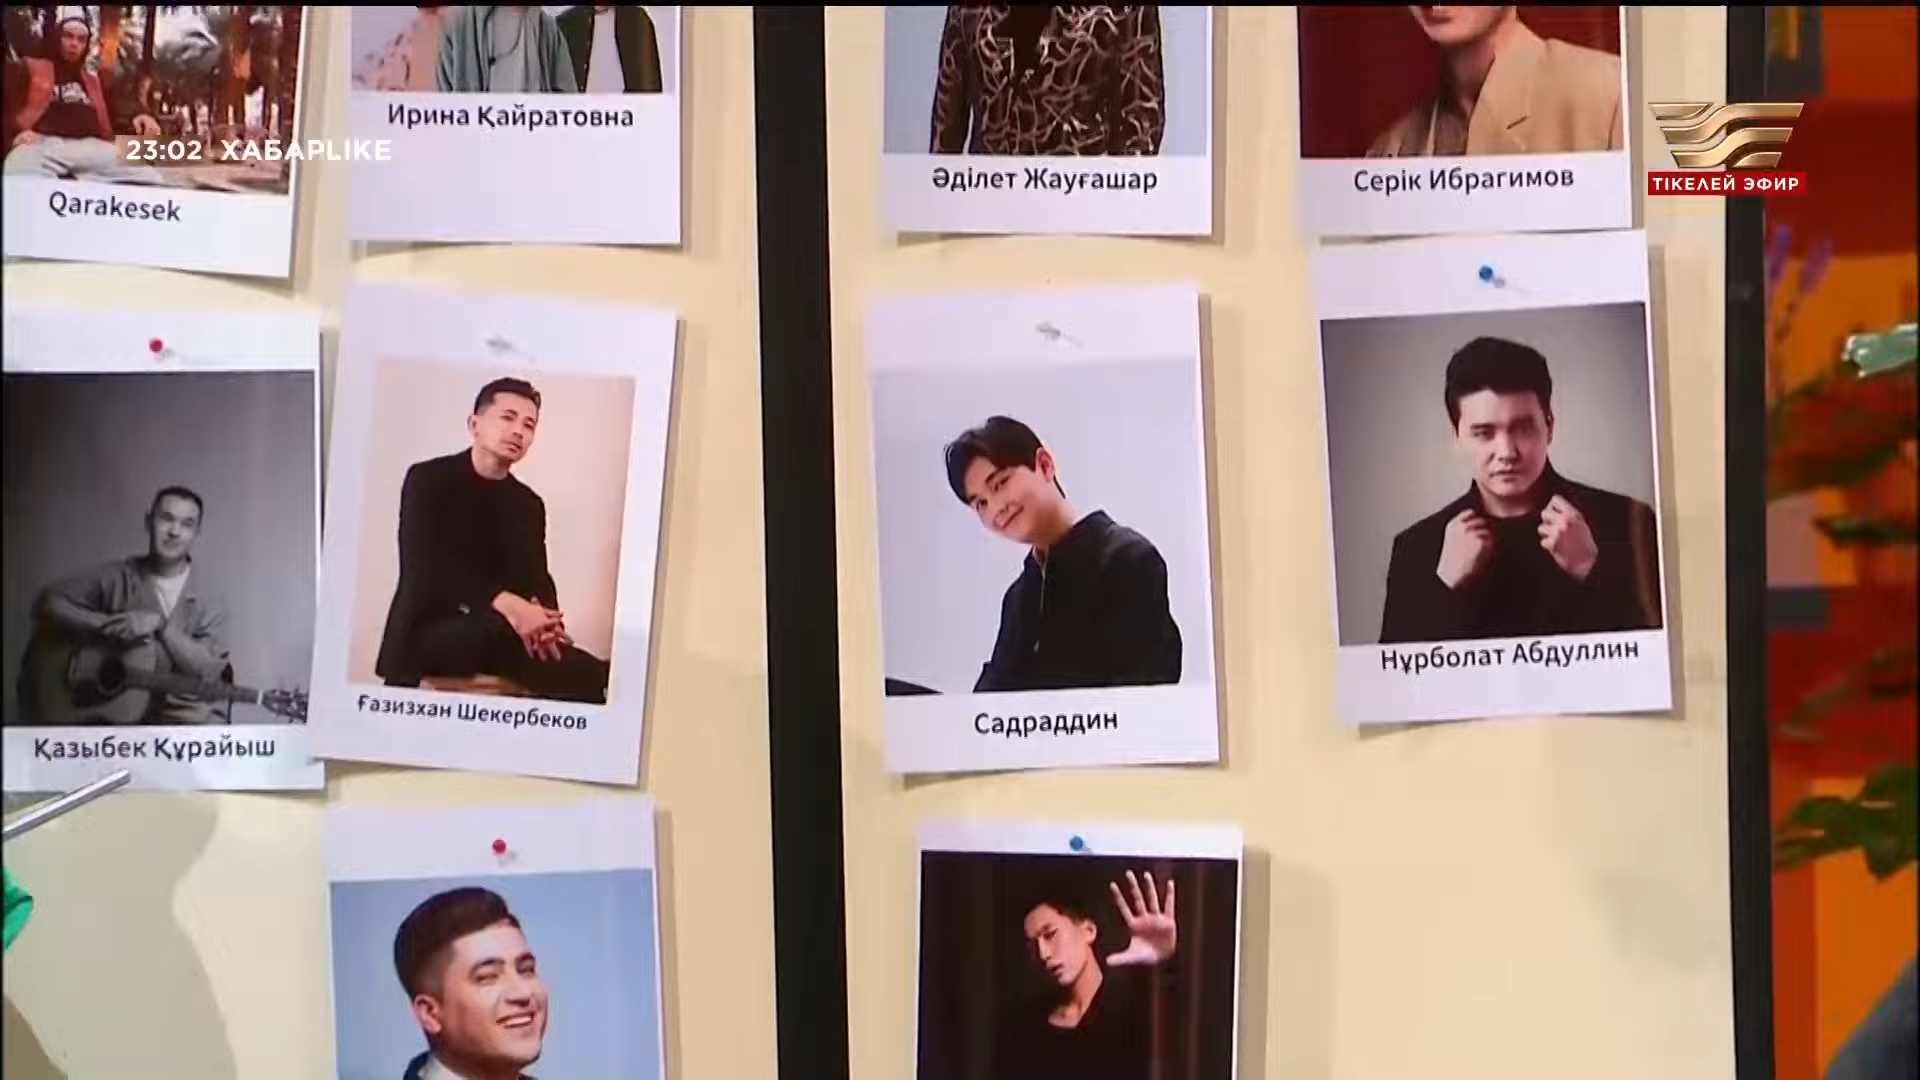 Ирина Қайратовна
23:02 ХАБАРLIKE
Qarakesek
Әділет Жауғашар
Серік Ибрагимов
ТІКЕЛЕЙ ЭФИР
Қазыбек Құрайыш
Ғазизхан Шекербеков
Садраддин
Нұрболат Абдуллин